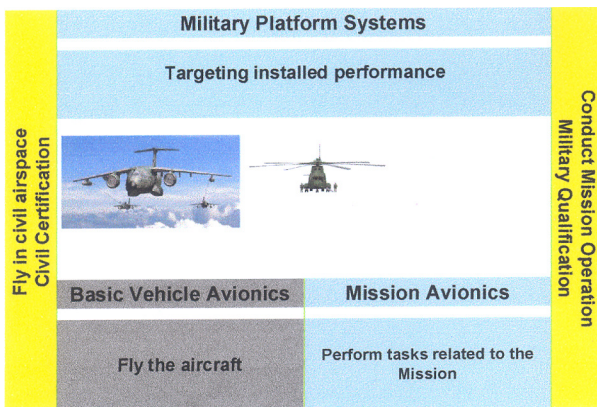 Military Platform Systems
Targeting installed performance
Fly in civil airspace
Civil Certification
Conduct Mission Operation
Military Qualification
Basic Vehicle Avionics
Mission Avionics
Fly the aircraft
Perform tasks related to the
Mission